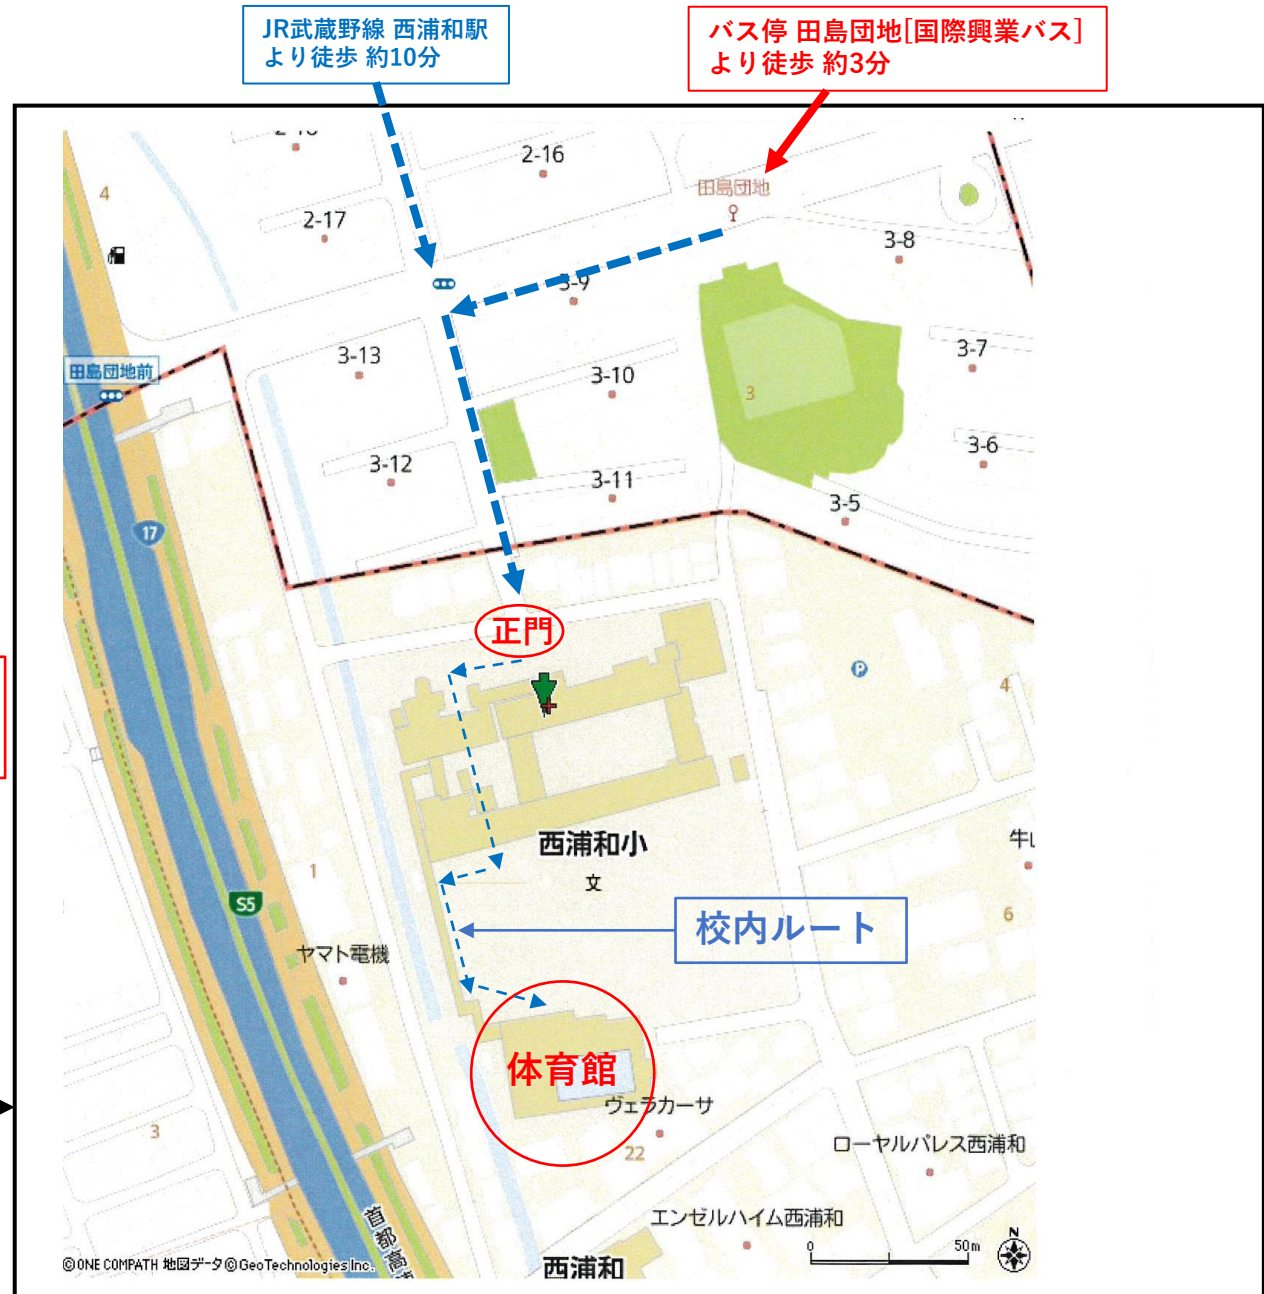 JR武蔵野線 西浦和駅
より徒歩 約10分
バス停 田島団地[国際興業バス]
より徒歩 約3分
2-16
4
田島団地
2-17
3-8
3-9
3-13
3-7
田島団地前
3-10
3
3-6
3-12
3-11
3-5
17
正門
P
4
西浦和小
文
1
S5
6
校内ルート
ヤマト電機
体育館
ヴェラカーサ
3
22
ローヤルパレス西浦和
エンゼルハイム西浦和
首都高速
N
0 50m
©ONE COMPATH 地図データ©GeoTechnologies Inc.
西浦和